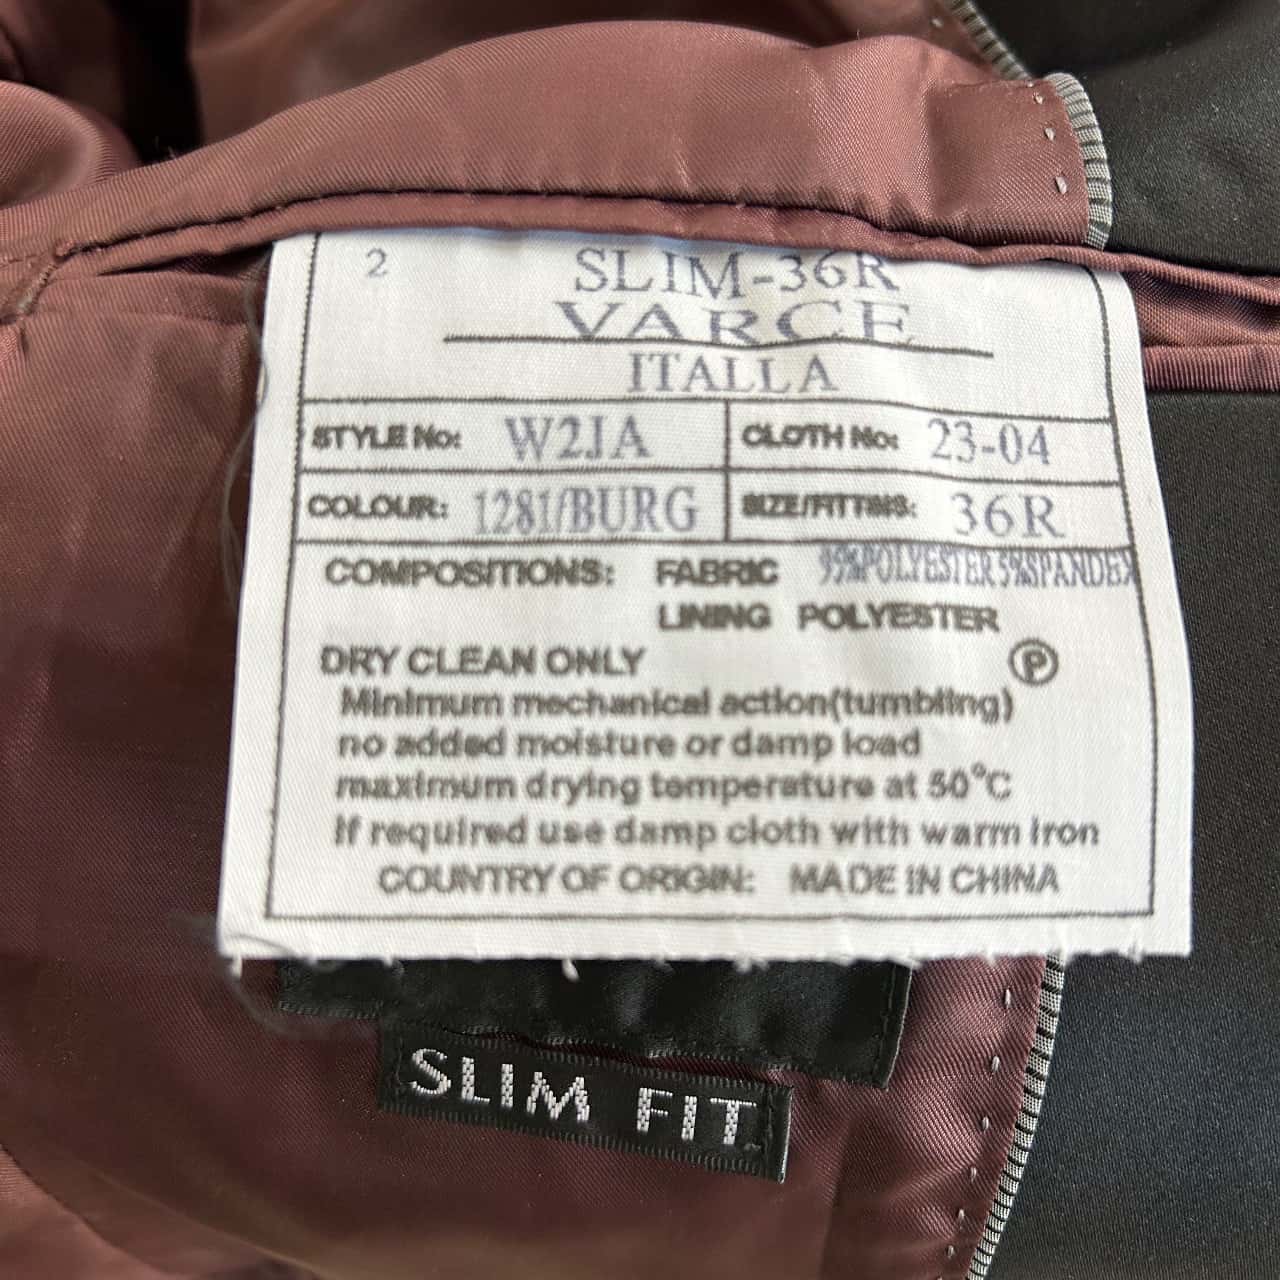 2 SLIM-36R
VARCE
ITALLA
STYLE No: W2JA CLOTH No: 23-04
COLOUR: 1281/BURG SIZE/FITTING: 36R
COMPOSITIONS: FABRIC 95%POLYESTER5%SPANDEX
LINING POLYESTER
DRY CLEAN ONLY P
Minimum mechanical action(tumbling)
no added moisture or damp load
maximum drying temperature at 50°C
If required use damp cloth with warm iron
COUNTRY OF ORIGIN: MADE IN CHINA
SLIM FIT